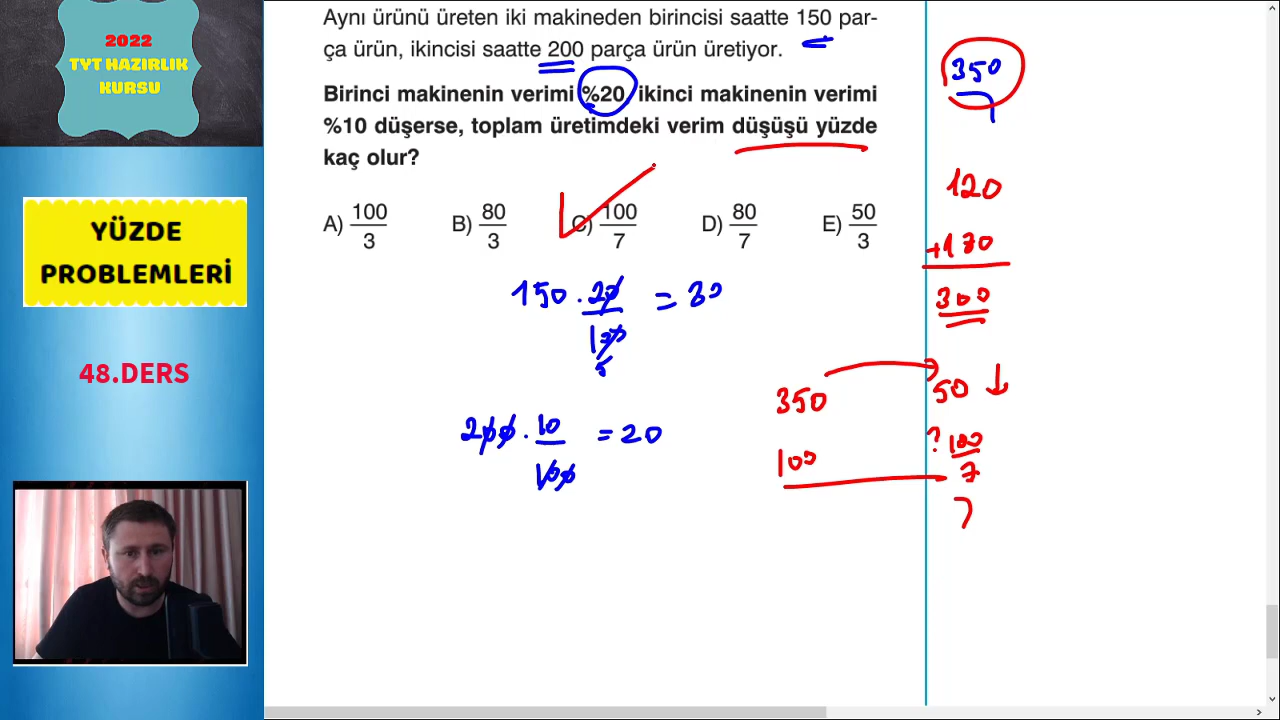 2022
TYT HAZIRLIK
KURSU
YÜZDE
PROBLEMLERİ
48.DERS
Aynı ürünü üreten iki makineden birincisi saatte 150 par-
ça ürün, ikincisi saatte 200 parça ürün üretiyor.
Birinci makinenin verimi %20 ikinci makinenin verimi
%10 düşerse, toplam üretimdeki verim düşüşü yüzde
kaç olur?
A) 100/3 B) 80/3 C) 100/7 D) 80/7 E) 50/3
150 . 20/100 = 30
5
200 . 10/100 = 20
350
120
+180
300
350 50 ↓
100 ? 100/7